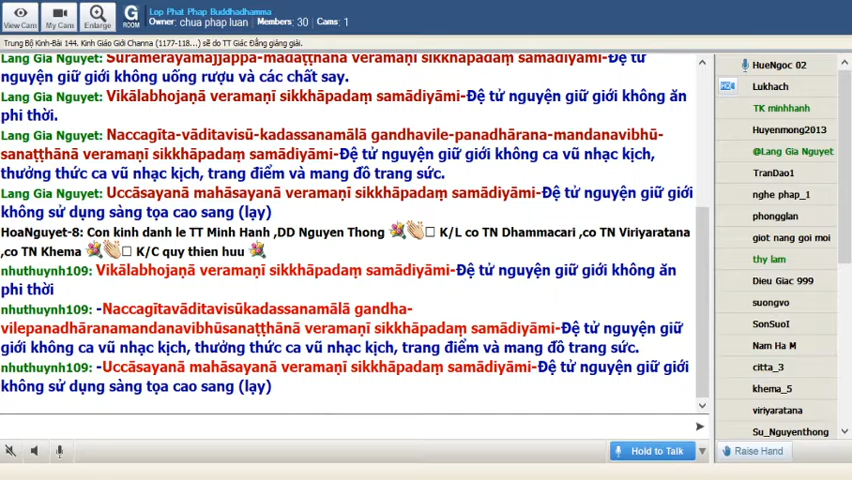 View Cam
My Cam
Enlarge
G
ROOM
Lop Phat Phap Buddhadhamma
Owner: chua phap luan Members: 30 Cams: 1
Trung Bộ Kinh-Bài 144. Kinh Giáo Giới Channa (1177-118...) sẽ do TT Giác Đẳng giảng giải.
Lang Gia Nguyet: Surāmerayamajjappa-mādaṭṭhānā veramaṇī sikkhāpadaṃ samādiyāmi-Đệ tử
nguyện giữ giới không uống rượu và các chất say.
Lang Gia Nguyet: Vikālabhojaṇā veramaṇī sikkhāpadaṃ samādiyāmi-Đệ tử nguyện giữ giới không ăn
phi thời.
Lang Gia Nguyet: Naccagīta-vāditavisū-kadassanamālā gandhavile-panadhārana-mandanavibhū-
sanaṭṭhānā veramaṇī sikkhāpadaṃ samādiyāmi-Đệ tử nguyện giữ giới không ca vũ nhạc kịch,
thưởng thức ca vũ nhạc kịch, trang điểm và mang đồ trang sức.
Lang Gia Nguyet: Uccāsayanā mahāsayanā veramaṇī sikkhāpadaṃ samādiyāmi-Đệ tử nguyện giữ giới
không sử dụng sàng tọa cao sang (lạy)
HoaNguyet-8: Con kinh danh le TT Minh Hanh ,DD Nguyen Thong K/L co TN Dhammacari ,co TN Viriyaratana
,co TN Khema K/C quy thien huu
nhuthuynh109: Vikālabhojaṇā veramaṇī sikkhāpadaṃ samādiyāmi-Đệ tử nguyện giữ giới không ăn
phi thời
nhuthuynh109: -Naccagītavāditavisūkadassanamālā gandha-
vilepanadhāranamandanavibhūsanaṭṭhānā veramaṇī sikkhāpadaṃ samādiyāmi-Đệ tử nguyện giữ
giới không ca vũ nhạc kịch, thưởng thức ca vũ nhạc kịch, trang điểm và mang đồ trang sức.
nhuthuynh109: -Uccāsayanā mahāsayanā veramaṇī sikkhāpadaṃ samādiyāmi-Đệ tử nguyện giữ giới
không sử dụng sàng tọa cao sang (lạy)
Hold to Talk
HueNgoc 02
Lukhach
TK minhhanh
Huyenmong2013
@Lang Gia Nguyet
TranDao1
nghe phap_1
phongglan
giot nang goi moi
thy lam
Dieu Giac 999
suongvo
SonSuoI
Nam Ha M
citta_3
khema_5
viriyaratana
Su_Nguyenthong
Raise Hand